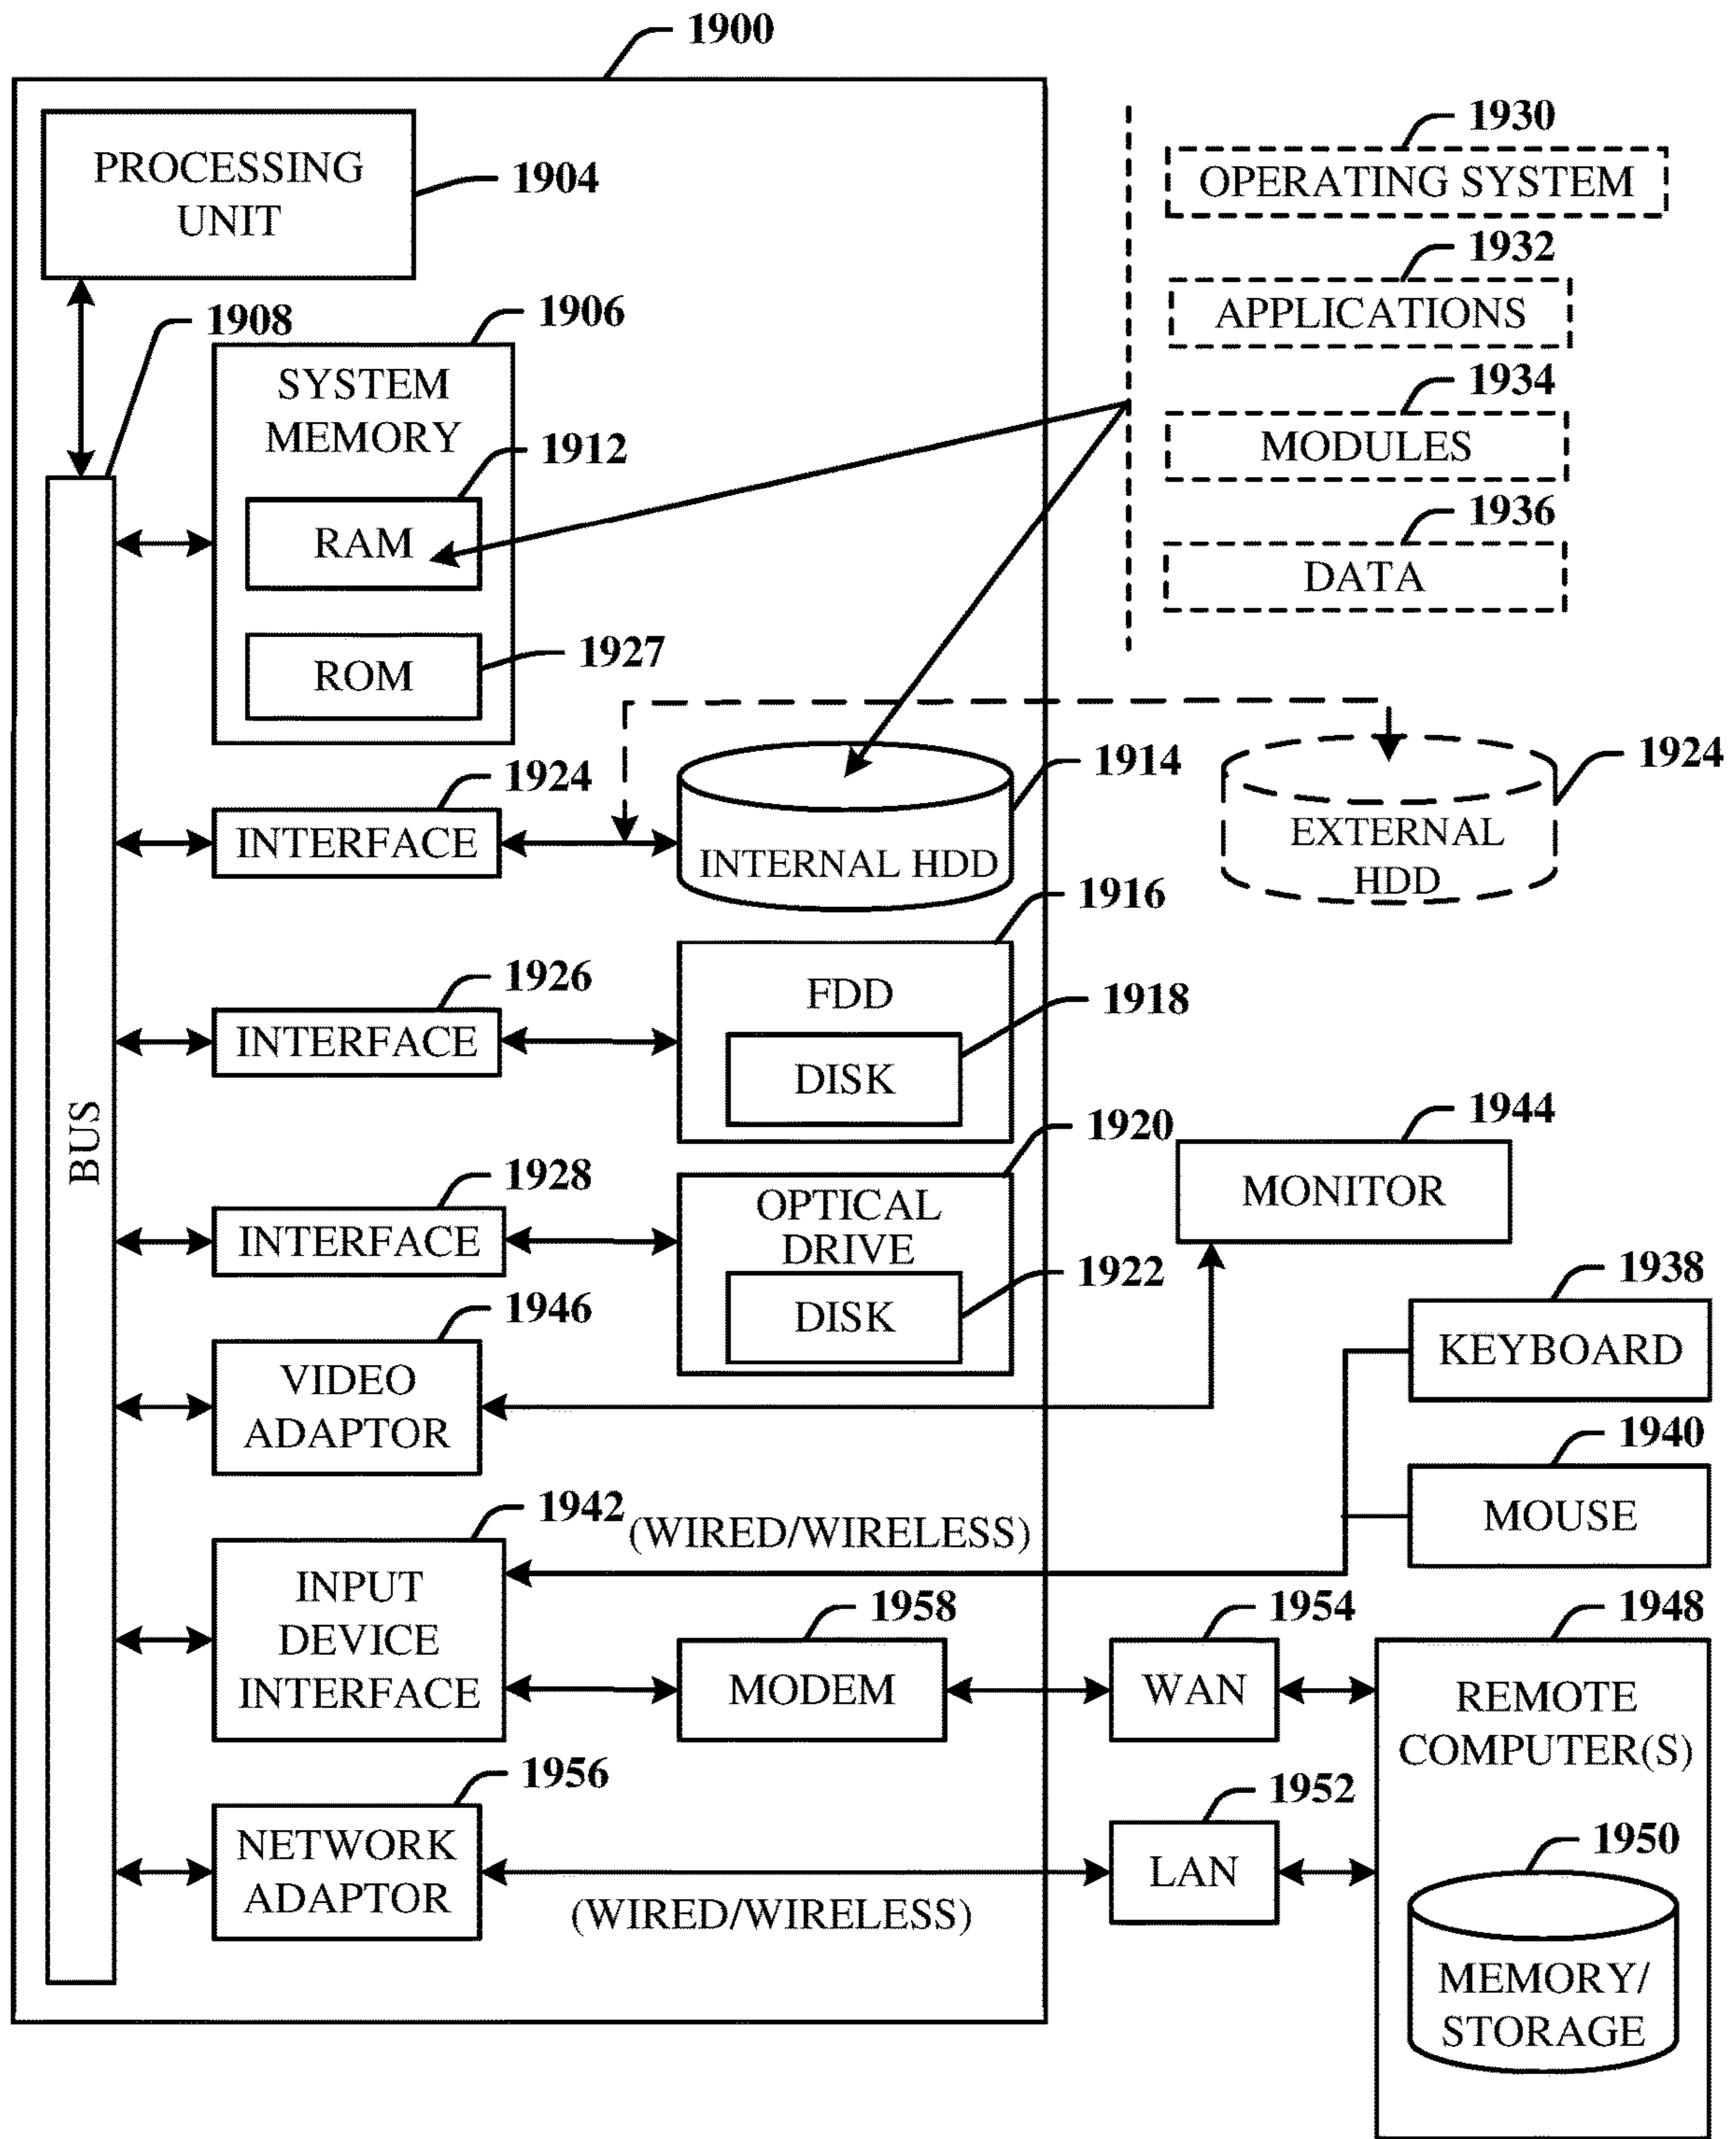 1900
PROCESSING
UNIT
1904
1930
OPERATING SYSTEM
1932
APPLICATIONS
1934
MODULES
1936
DATA
1908
1906
SYSTEM
MEMORY
1912
RAM
1927
ROM
1924
INTERFACE
1914
INTERNAL HDD
1924
EXTERNAL
HDD
1916
FDD
1918
DISK
1926
INTERFACE
BUS
1920
OPTICAL
DRIVE
1922
DISK
1928
INTERFACE
1944
MONITOR
1946
VIDEO
ADAPTOR
1938
KEYBOARD
1940
MOUSE
1942
(WIRED/WIRELESS)
INPUT
DEVICE
INTERFACE
1958
MODEM
1954
WAN
1948
REMOTE
COMPUTER(S)
1956
NETWORK
ADAPTOR
(WIRED/WIRELESS)
1952
LAN
1950
MEMORY/
STORAGE